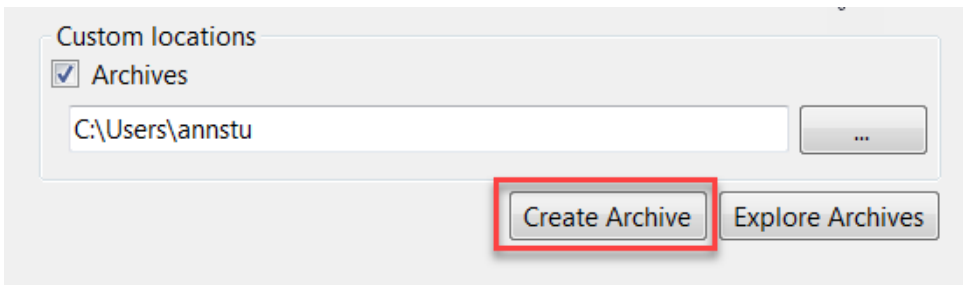 Custom locations
Archives
C:\Users\annstu
...
Create Archive
Explore Archives